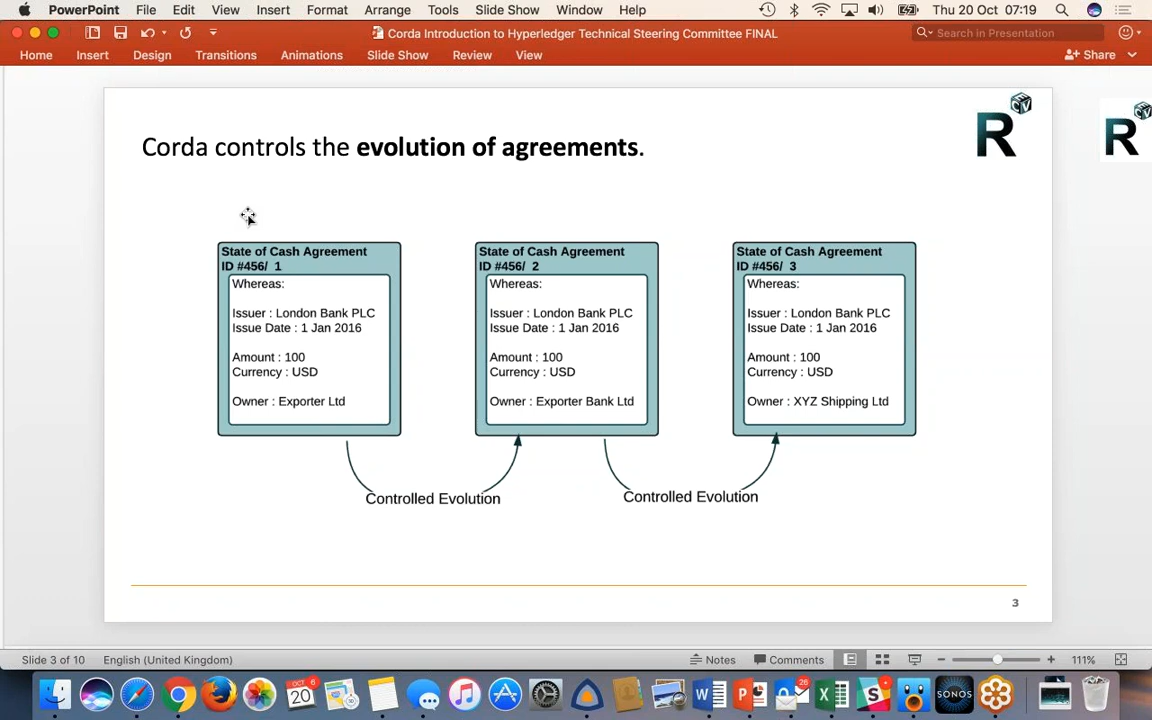 PowerPoint File Edit View Insert Format Arrange Tools Slide Show Window Help Thu 20 Oct 07:19
Corda Introduction to Hyperledger Technical Steering Committee FINAL
Search in Presentation
Home Insert Design Transitions Animations Slide Show Review View Share
Corda controls the evolution of agreements.
R
CV
R
CV
State of Cash Agreement
ID #456/ 1
Whereas:
Issuer : London Bank PLC
Issue Date : 1 Jan 2016
Amount : 100
Currency : USD
Owner : Exporter Ltd
State of Cash Agreement
ID #456/ 2
Whereas:
Issuer : London Bank PLC
Issue Date : 1 Jan 2016
Amount : 100
Currency : USD
Owner : Exporter Bank Ltd
State of Cash Agreement
ID #456/ 3
Whereas:
Issuer : London Bank PLC
Issue Date : 1 Jan 2016
Amount : 100
Currency : USD
Owner : XYZ Shipping Ltd
Controlled Evolution
Controlled Evolution
3
Slide 3 of 10 English (United Kingdom) Notes Comments 111%
OCT 6
20
26
SONOS